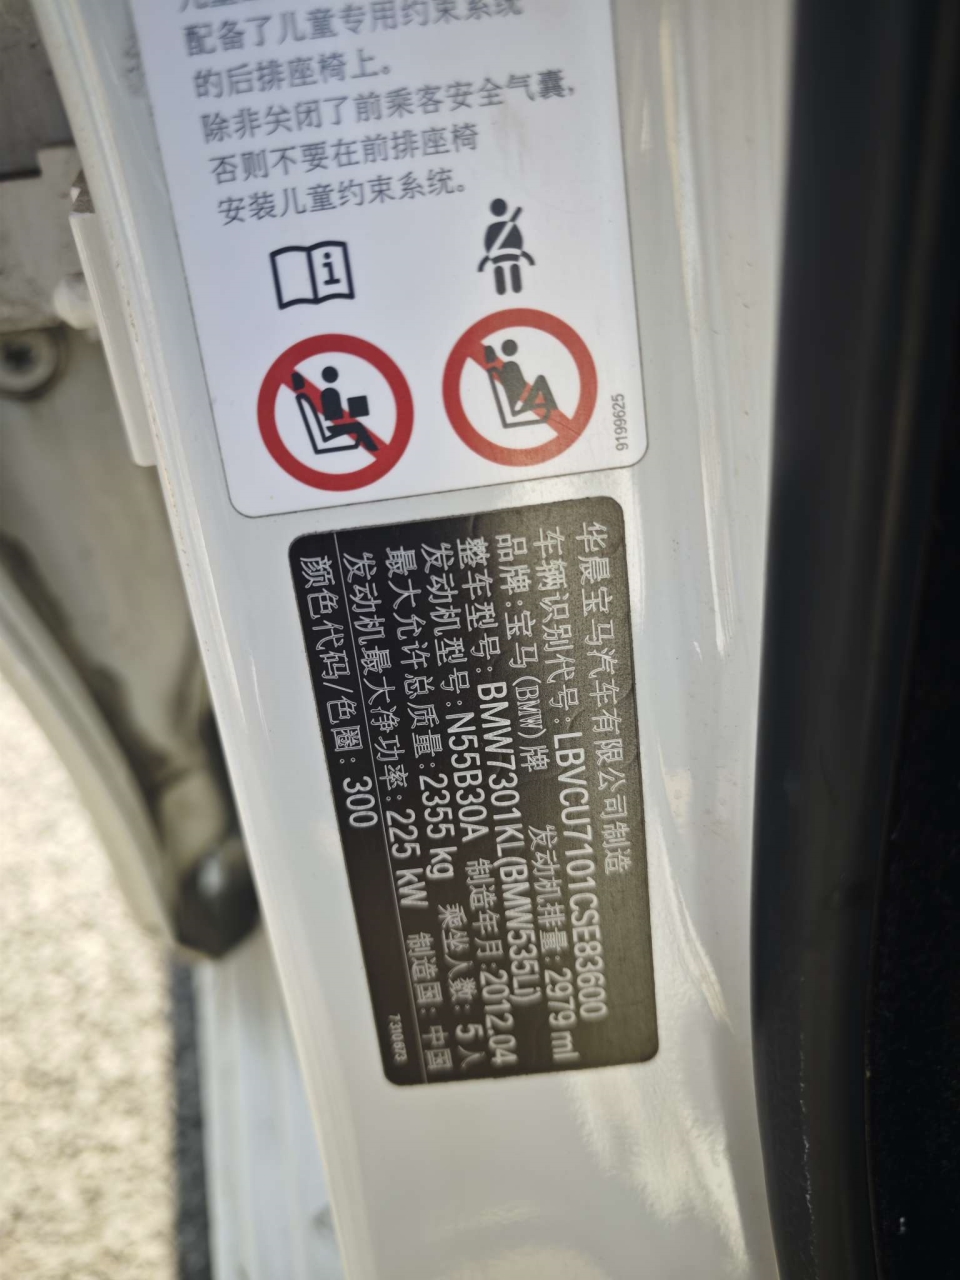 配备了儿童专用约束系统
的后排座椅上。
除非关闭了前乘客安全气囊，
否则不要在前排座椅
安装儿童约束系统。
9199625
华晨宝马汽车有限公司制造
车辆识别代号：LBVCU7101CSE83600
品牌：宝马(BMW)牌 发动机排量：2979 ml
整车型号：BMW7301KL(BMW535Li)
发动机型号：N55B30A 制造年月：2012.04
最大允许总质量：2355 kg 乘坐人数：5人
发动机最大净功率：225 kW 制造国：中国
颜色代码/色圈：300
7310673